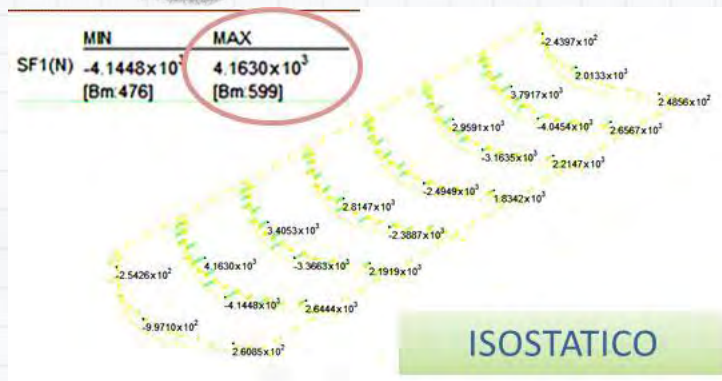 MIN MAX
SF1(N) -4.1448x10³ 4.1630x10³
[Bm:476] [Bm:599]
-2.4397x10²
2.0133x10³
3.7917x10³ 2.4856x10²
2.9591x10³ -4.0454x10³ 2.6567x10³
-3.1635x10³ 2.2147x10³
-2.4949x10³ 1.8342x10³
2.8147x10³
3.4053x10³ -2.3887x10³
4.1630x10³ -3.3663x10³ 2.1919x10³
-2.5426x10²
-4.1448x10³ 2.6444x10³
-9.9710x10²
2.6085x10²
ISOSTATICO